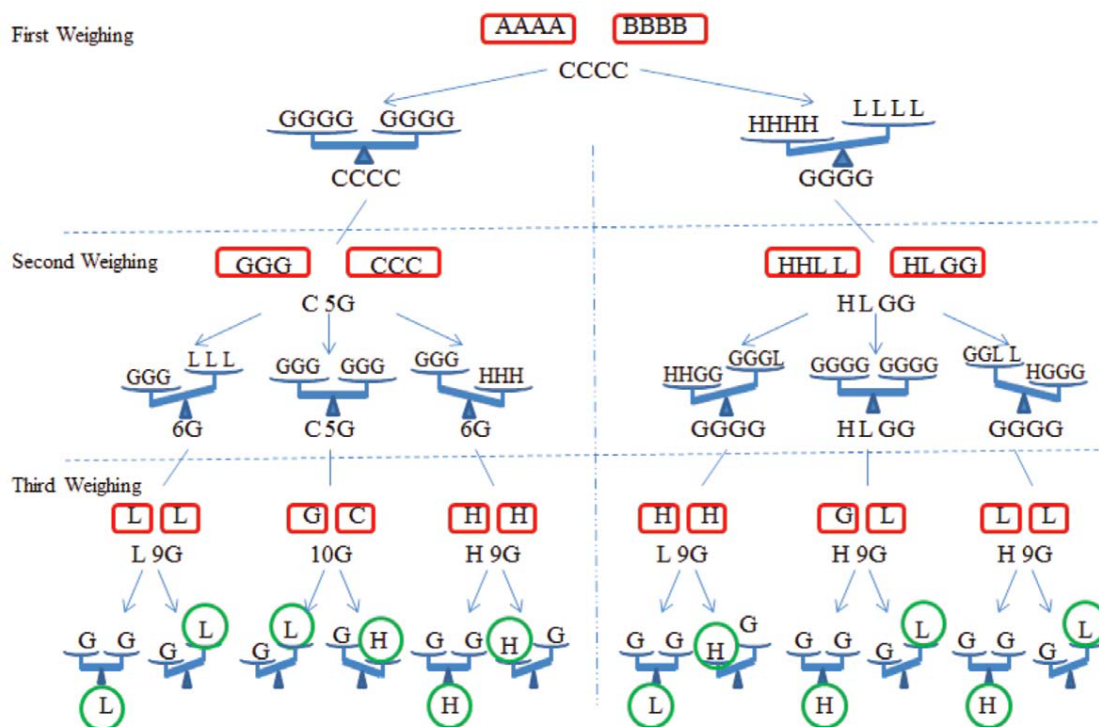 First Weighing
AAAA BBBB
CCCC
GGGG GGGG HHHH L L L L
CCCC GGGG
Second Weighing GGG CCC HHL L HL GG
C 5G H L GG
GGG L L L GGG GGG GGG HHH HHGG GGGL GGGG GGGG GGL L HGGG
6G C 5G 6G GGGG H L GG GGGG
Third Weighing
L L G C H H H H G L L L
L 9G 10G H 9G L 9G H 9G H 9G
G G G L G L G H G G H G G G H G G G G L G G G L
L H L H H